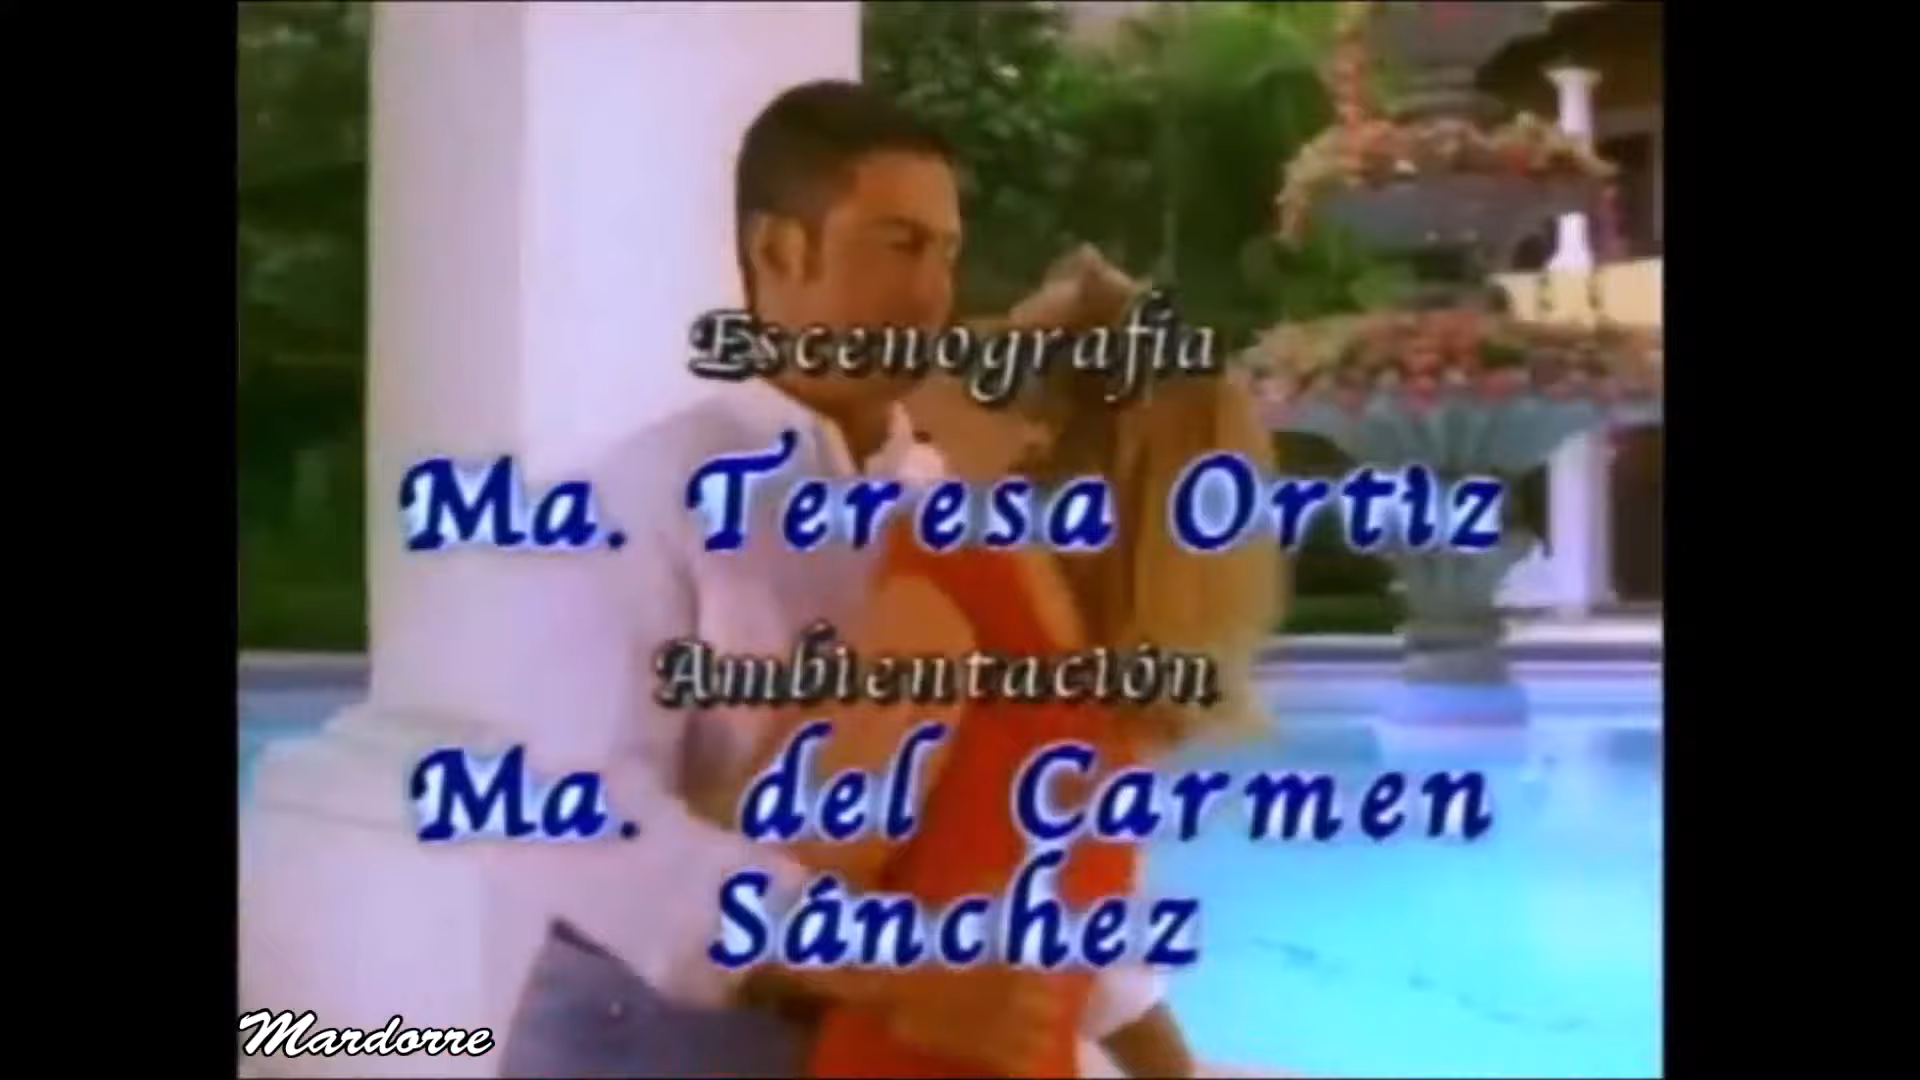 Escenografía
Ma. Teresa Ortiz
Ambientación
Ma. del Carmen
Sánchez
Mardorre